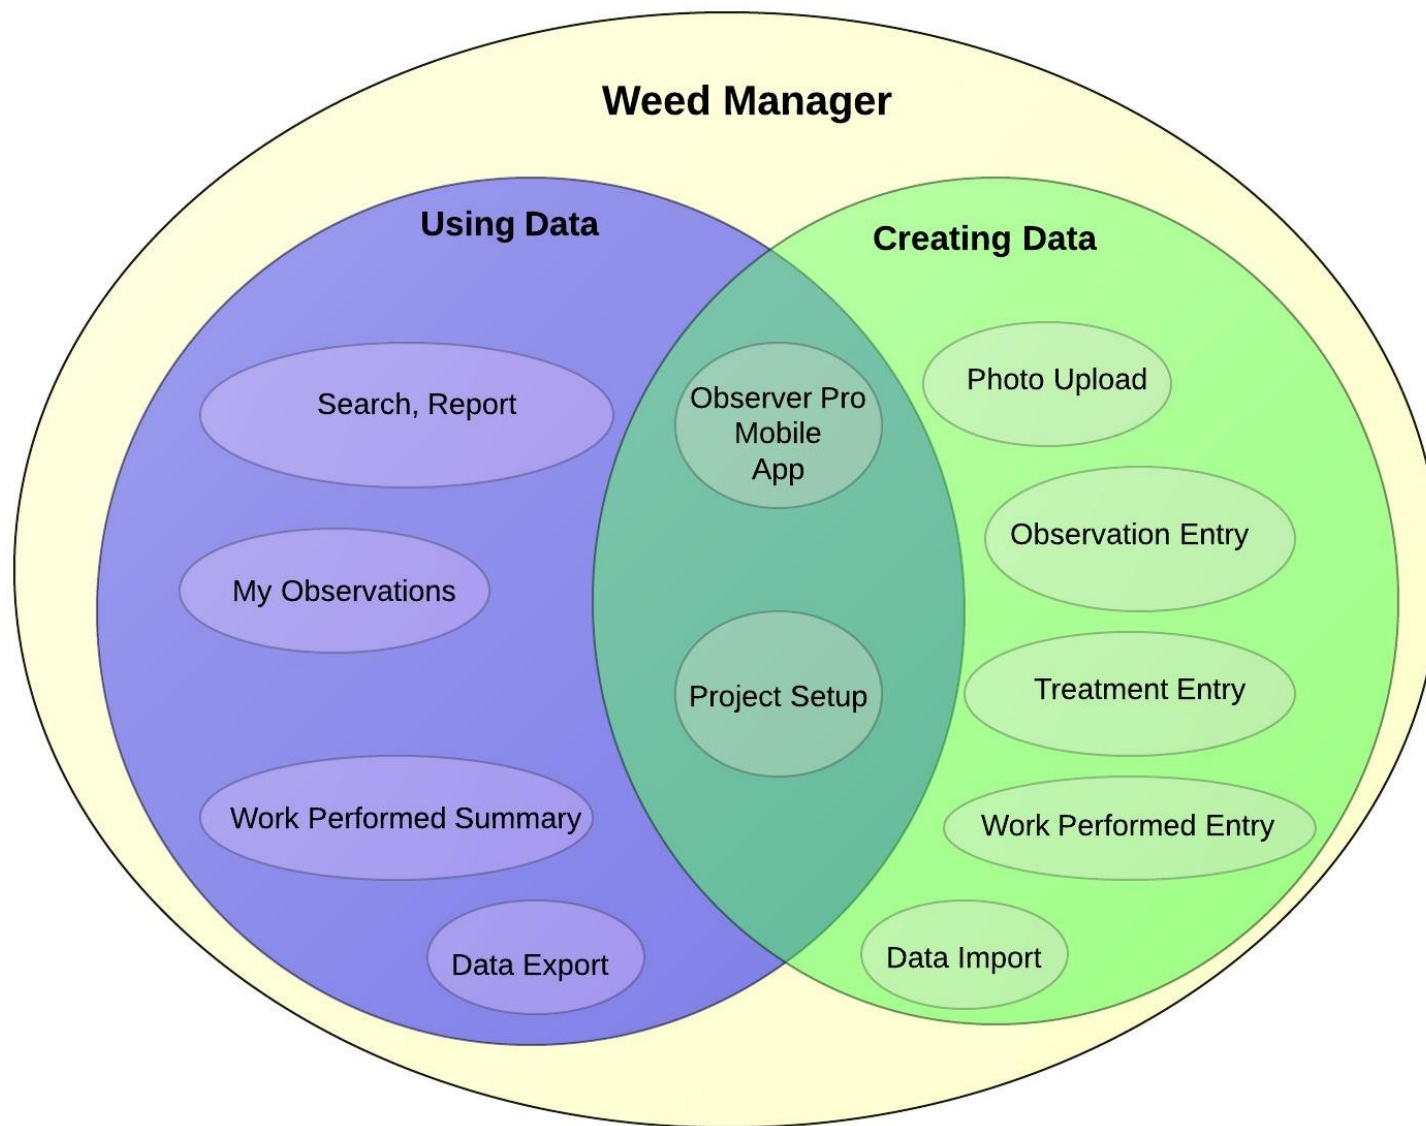 Weed Manager
Using Data
Creating Data
Search, Report
My Observations
Work Performed Summary
Data Export
Observer Pro
Mobile
App
Project Setup
Photo Upload
Observation Entry
Treatment Entry
Work Performed Entry
Data Import